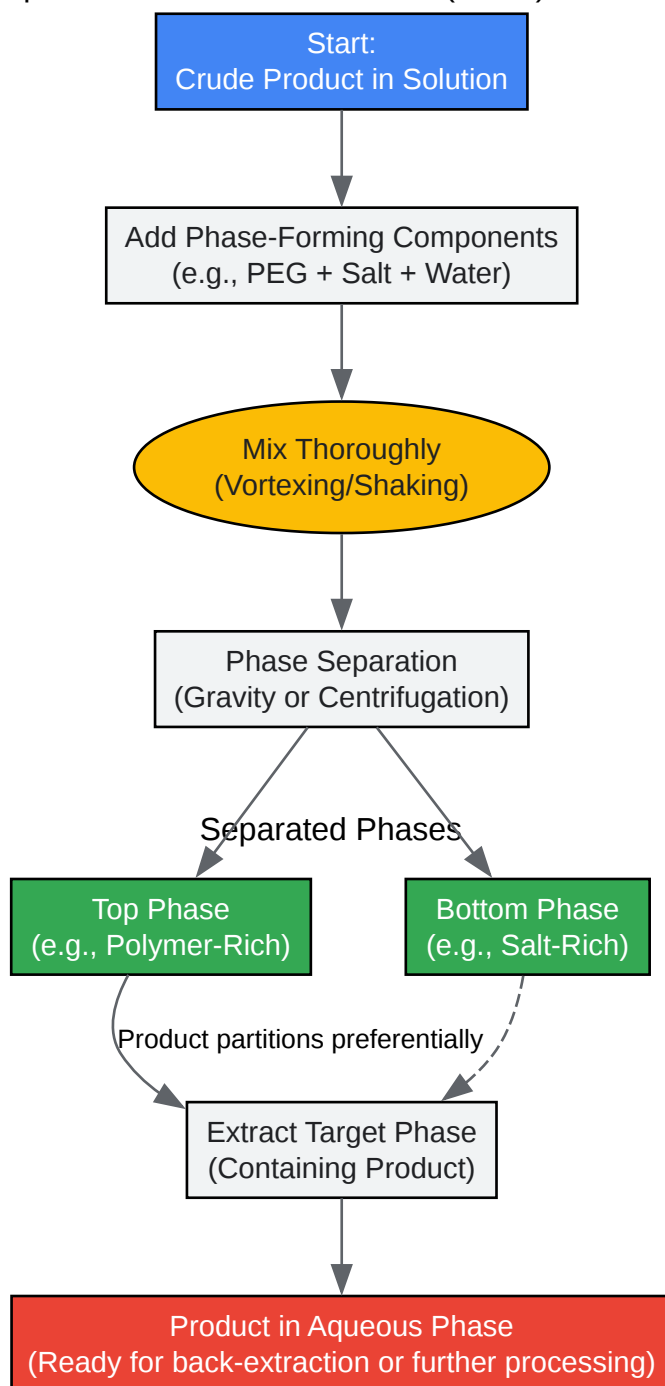 Start:
Crude Product in Solution
Add Phase-Forming Components
(e.g., PEG + Salt + Water)
Mix Thoroughly
(Vortexing/Shaking)
Phase Separation
(Gravity or Centrifugation)
Separated Phases
Top Phase
(e.g., Polymer-Rich)
Bottom Phase
(e.g., Salt-Rich)
Product partitions preferentially
Extract Target Phase
(Containing Product)
Product in Aqueous Phase
(Ready for back-extraction or further processing)